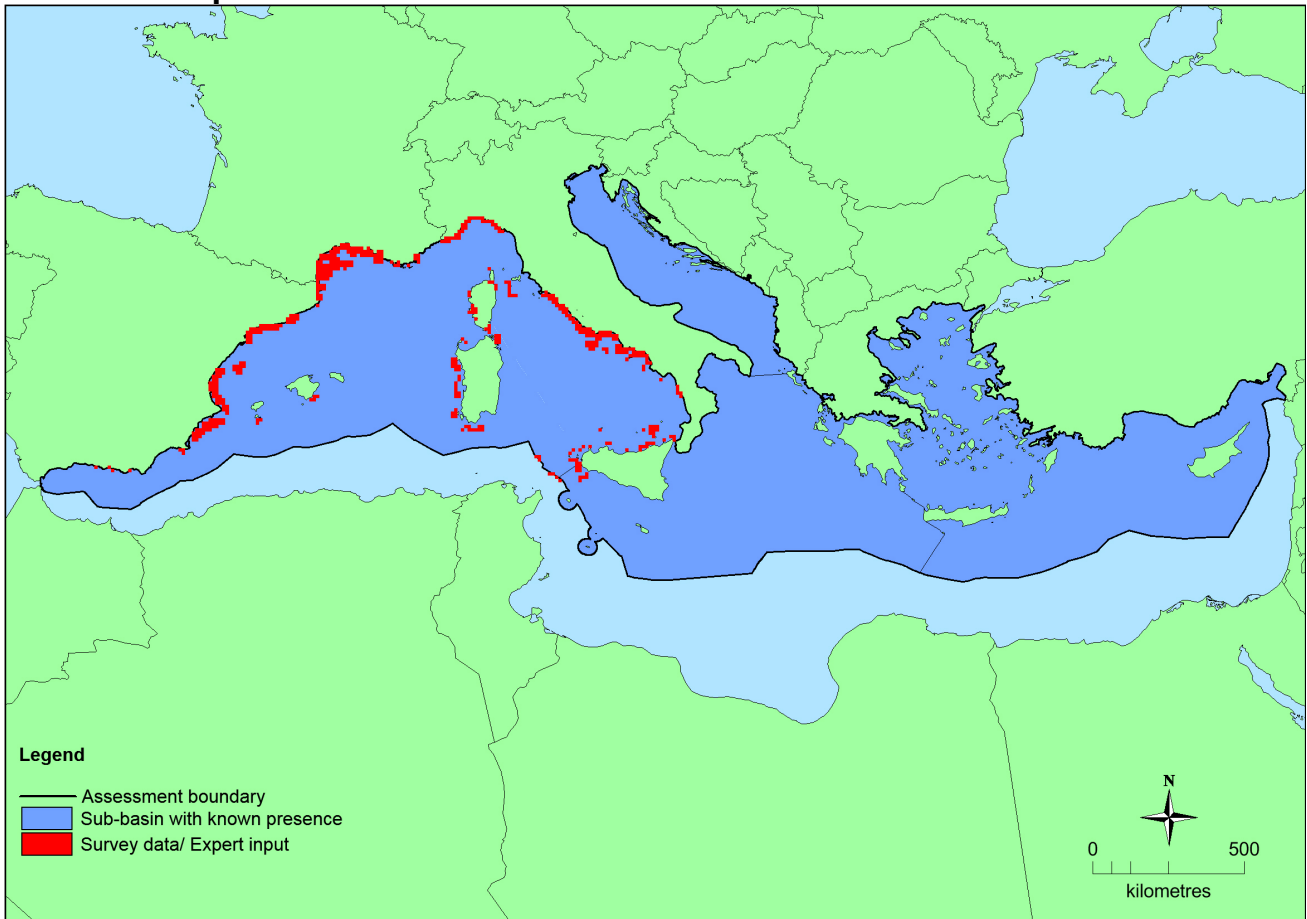 Legend
Assessment boundary
Sub-basin with known presence
Survey data/ Expert input
N
0 500
kilometres